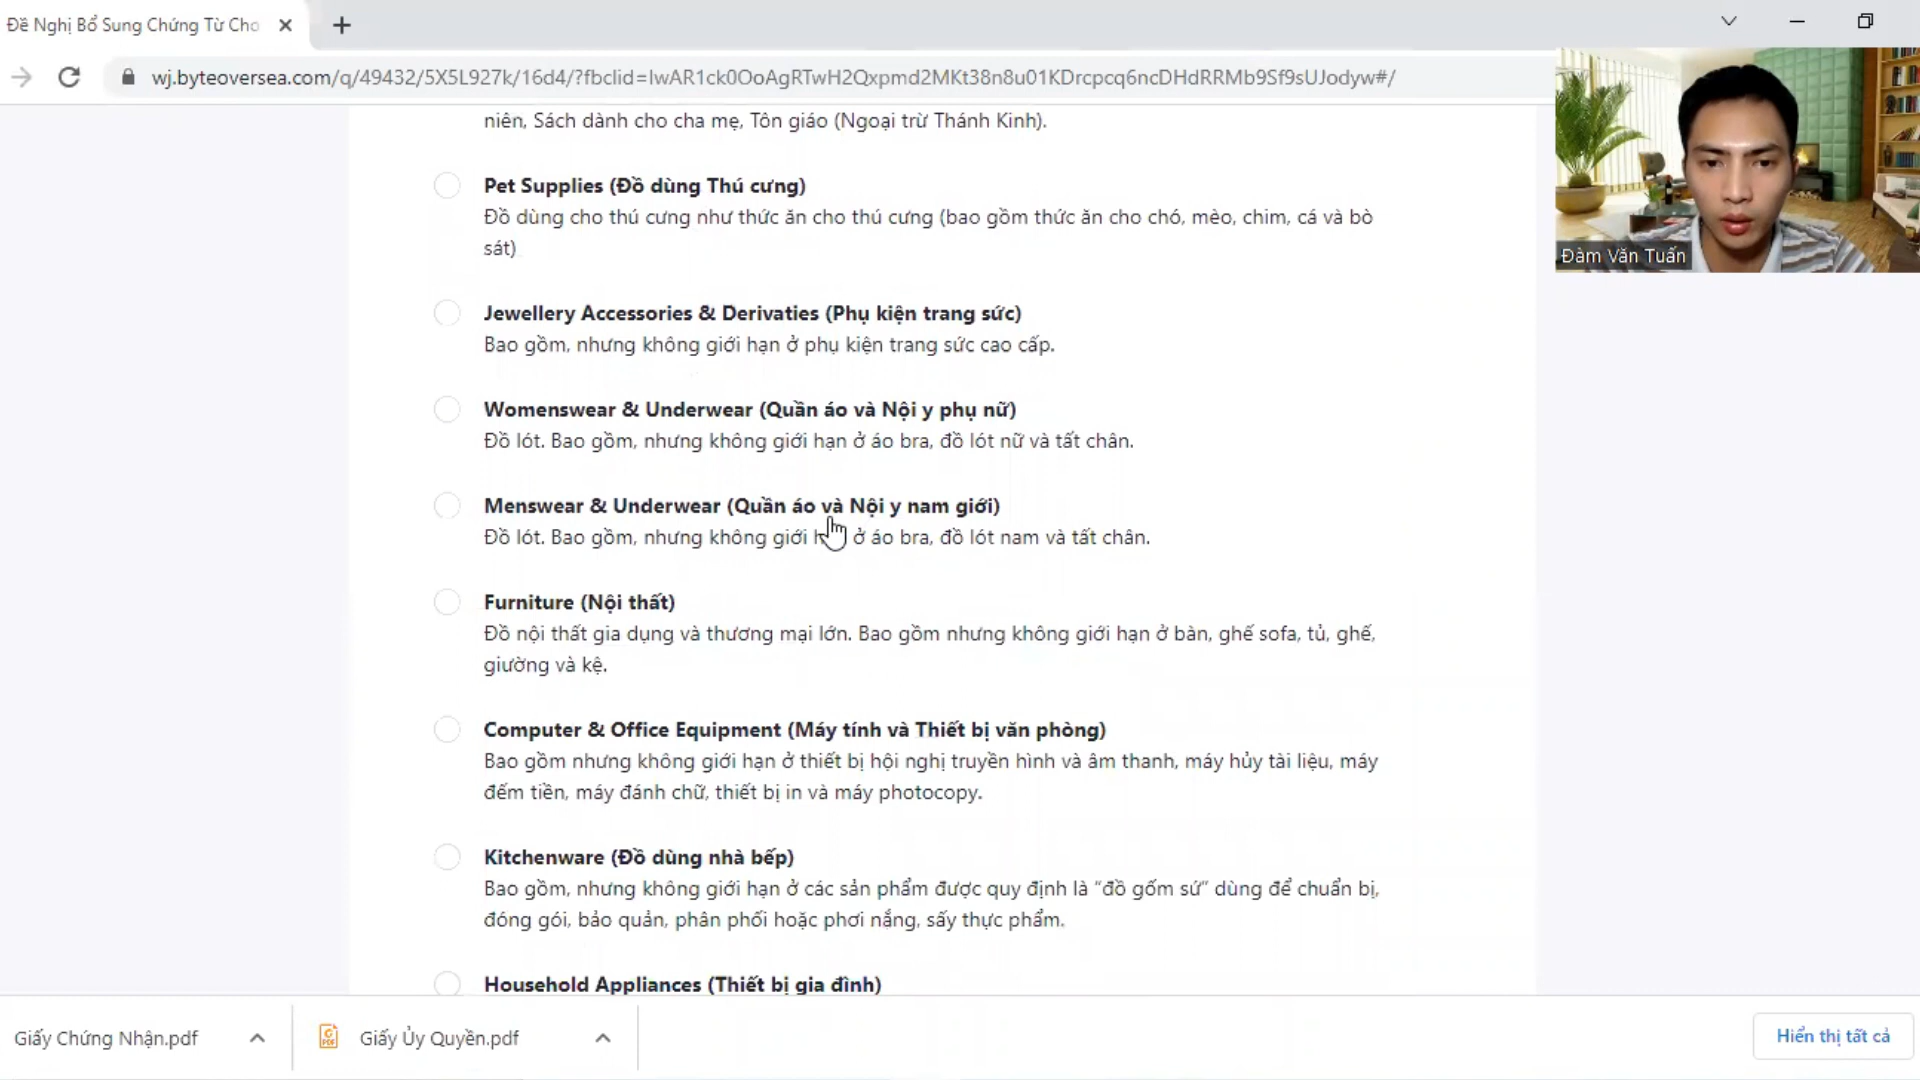 Đề Nghị Bổ Sung Chứng Từ Cho
wj.byteoversea.com/q/49432/5X5L927k/16d4/?fbclid=IwAR1ck0OoAgRTwH2Qxpmd2MKt38n8u01KDrcpcq6ncDHdRRMb9Sf9sUJodyw#/
niên, Sách dành cho cha mẹ, Tôn giáo (Ngoại trừ Thánh Kinh).
Pet Supplies (Đồ dùng Thú cưng)
Đồ dùng cho thú cưng như thức ăn cho thú cưng (bao gồm thức ăn cho chó, mèo, chim, cá và bò
sát)
Jewellery Accessories & Derivaties (Phụ kiện trang sức)
Bao gồm, nhưng không giới hạn ở phụ kiện trang sức cao cấp.
Womenswear & Underwear (Quần áo và Nội y phụ nữ)
Đồ lót. Bao gồm, nhưng không giới hạn ở áo bra, đồ lót nữ và tất chân.
Menswear & Underwear (Quần áo và Nội y nam giới)
Đồ lót. Bao gồm, nhưng không giới hạn ở áo bra, đồ lót nam và tất chân.
Furniture (Nội thất)
Đồ nội thất gia dụng và thương mại lớn. Bao gồm nhưng không giới hạn ở bàn, ghế sofa, tủ, ghế,
giường và kệ.
Computer & Office Equipment (Máy tính và Thiết bị văn phòng)
Bao gồm nhưng không giới hạn ở thiết bị hội nghị truyền hình và âm thanh, máy hủy tài liệu, máy
đếm tiền, máy đánh chữ, thiết bị in và máy photocopy.
Kitchenware (Đồ dùng nhà bếp)
Bao gồm, nhưng không giới hạn ở các sản phẩm được quy định là “đồ gốm sứ” dùng để chuẩn bị,
đóng gói, bảo quản, phân phối hoặc phơi nắng, sấy thực phẩm.
Household Appliances (Thiết bị gia đình)
Đàm Văn Tuấn
Giấy Chứng Nhận.pdf
Giấy Ủy Quyền.pdf
Hiển thị tất cả